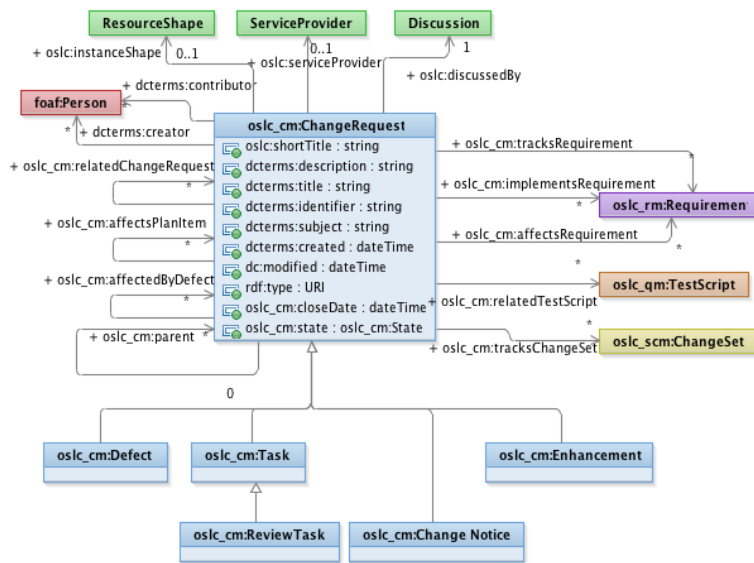 ResourceShape
ServiceProvider
Discussion
+ oslc:instanceShape
0..1
0..1
+ oslc:serviceProvider
1
+ oslc:discussedBy
foaf:Person
+ dcterms:contributor
*
* + dcterms:creator
oslc_cm:ChangeRequest
oslc:shortTitle : string
dcterms:description : string
dcterms:title : string
dcterms:identifier : string
dcterms:subject : string
dcterms:created : dateTime
dc:modified : dateTime
rdf:type : URI
oslc_cm:closeDate : dateTime
oslc_cm:state : oslc_cm:State
+ oslc_cm:relatedChangeRequest
*
+ oslc_cm:affectsPlanItem
*
+ oslc_cm:affectedByDefect
*
+ oslc_cm:parent *
0
+ oslc_cm:tracksRequirement
*
+ oslc_cm:implementsRequirement
*
oslc_rm:Requirement
+ oslc_cm:affectsRequirement
*
*
oslc_qm:TestScript
+ oslc_cm:relatedTestScript
*
oslc_scm:ChangeSet
+ oslc_cm:tracksChangeSet
oslc_cm:Defect
oslc_cm:Task
oslc_cm:Enhancement
oslc_cm:ReviewTask
oslc_cm:Change Notice